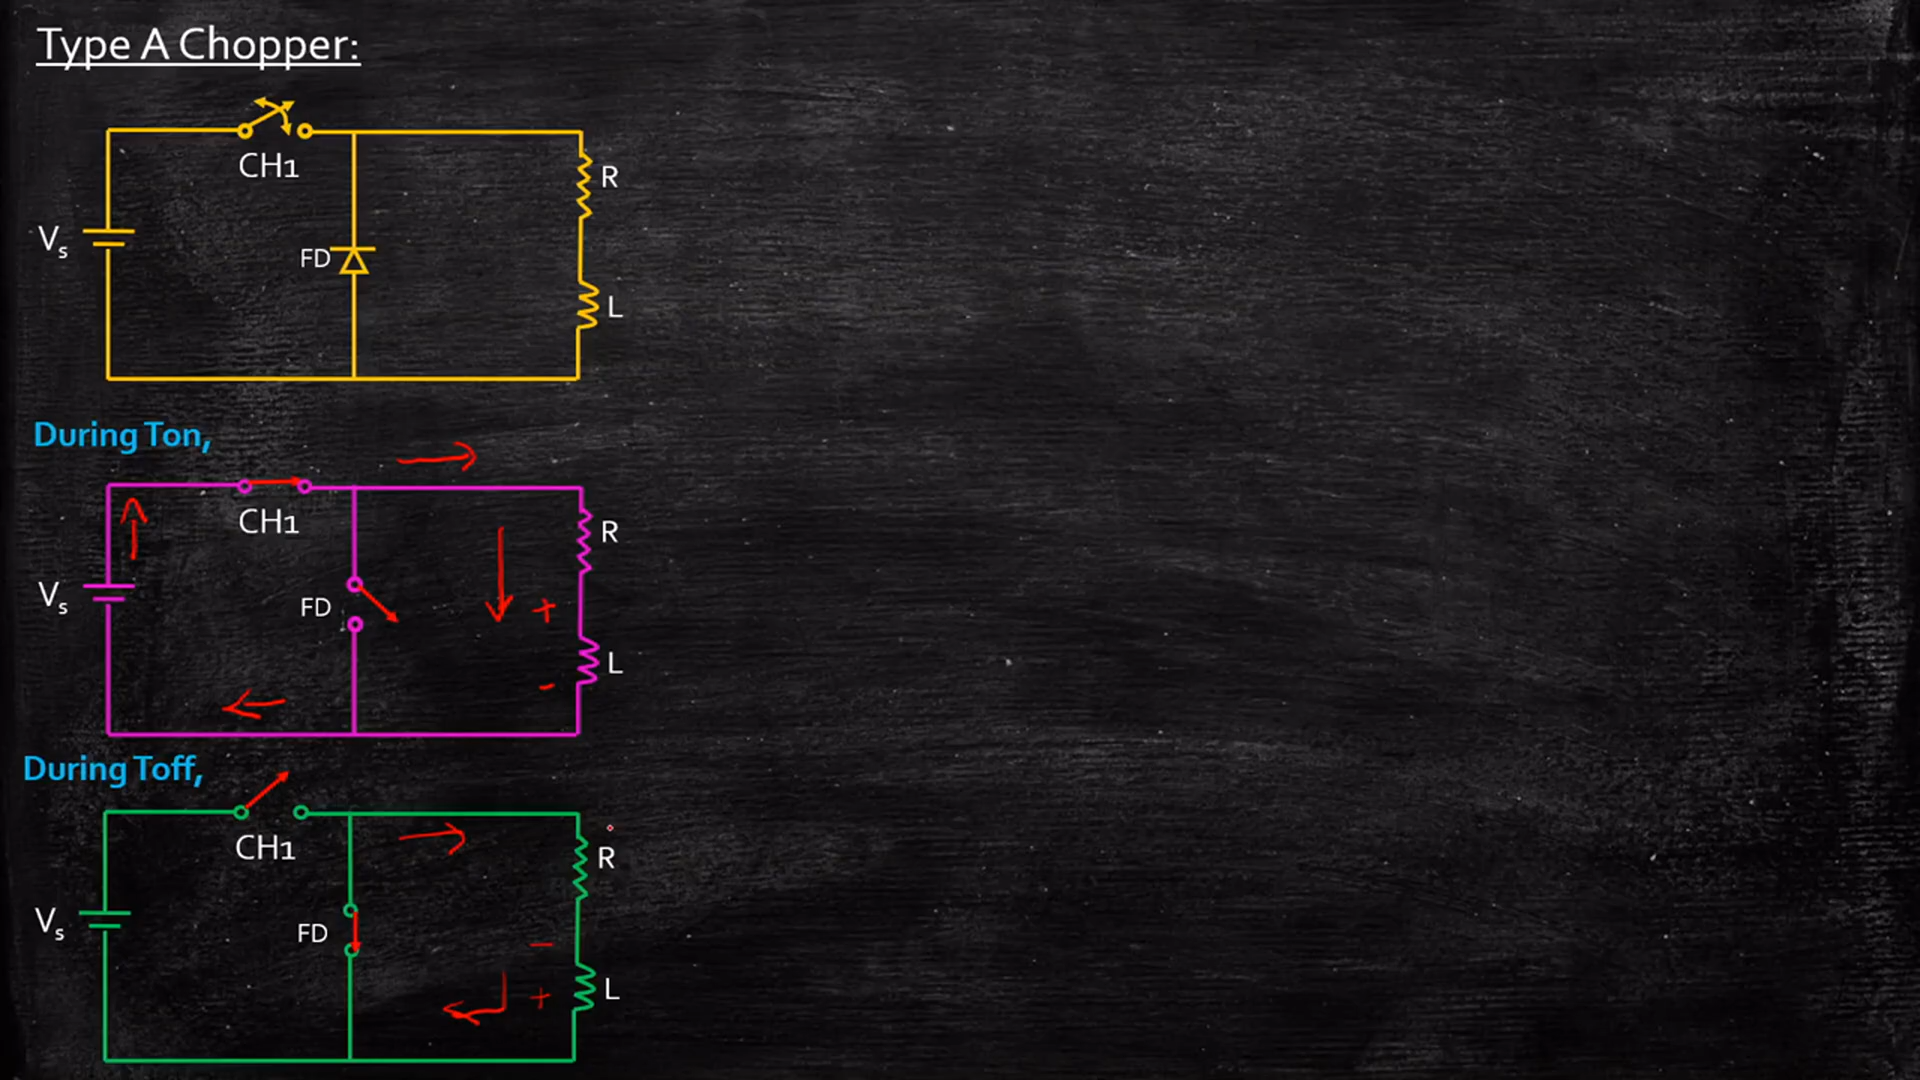 Type A Chopper:
CH1
R
Vs
FD
L
During Ton,
CH1
R
Vs
FD
+
L
-
During Toff,
CH1
R
Vs
FD
-
L
+